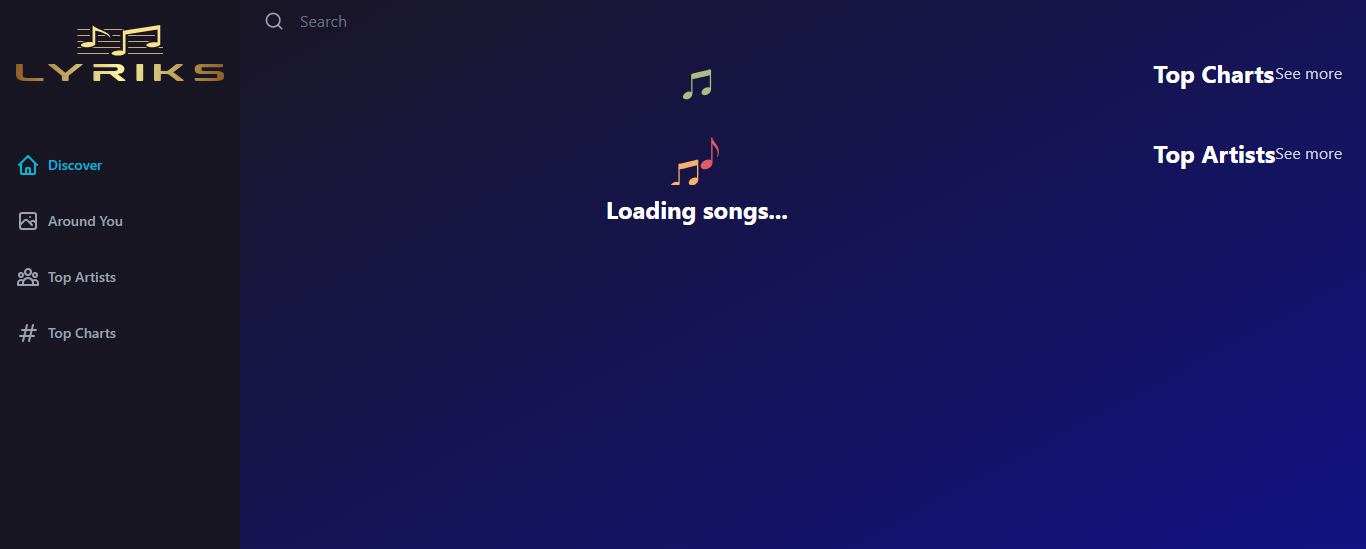 LYRIKS
Discover
Around You
Top Artists
Top Charts
Search
Loading songs...
Top Charts See more
Top Artists See more